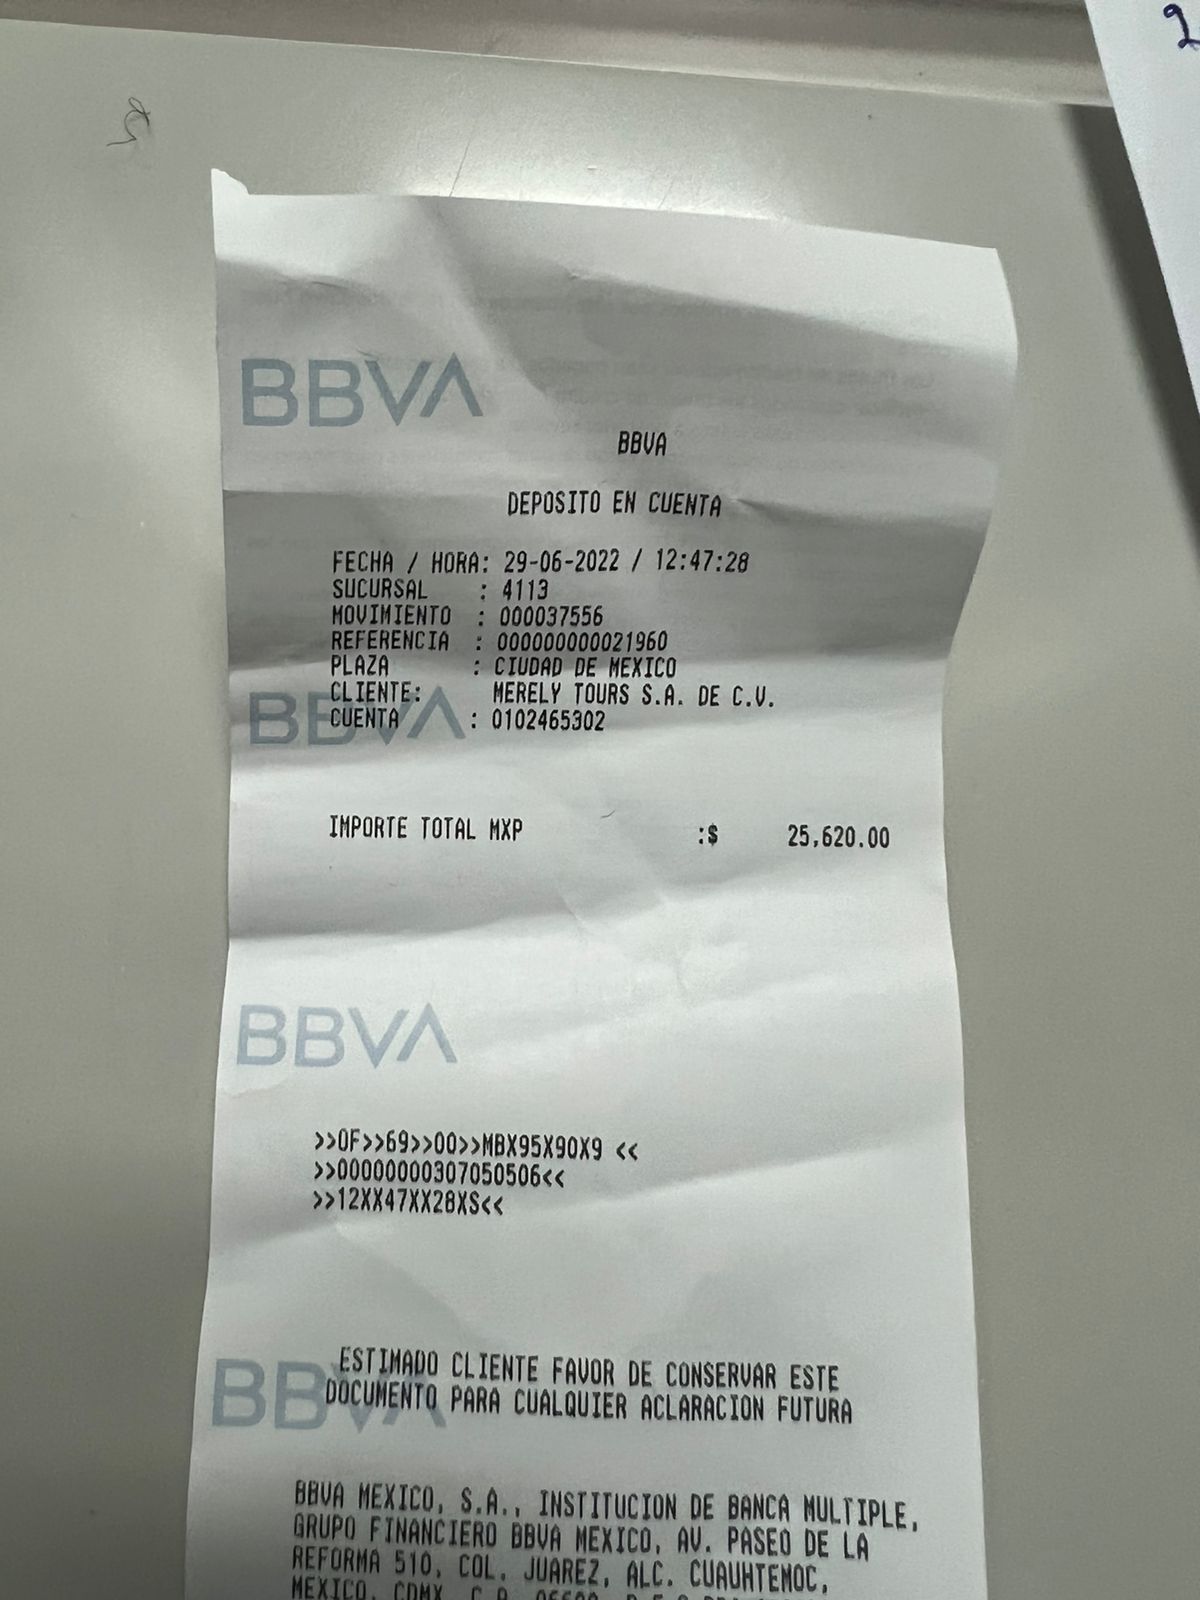 BBVA
BBVA
DEPOSITO EN CUENTA
FECHA / HORA: 29-06-2022 / 12:47:28
SUCURSAL : 4113
MOVIMIENTO : 000037556
REFERENCIA : 000000000021960
PLAZA : CIUDAD DE MEXICO
CLIENTE: MERELY TOURS S.A. DE C.V.
BBVA
CUENTA : 0102465302
IMPORTE TOTAL MXP :$ 25,620.00
BBVA
>>0F>>69>>00>>MBX95X90X9 <<
>>00000000307050506<<
>>12XX47XX28XS<<
BBVA
ESTIMADO CLIENTE FAVOR DE CONSERVAR ESTE
DOCUMENTO PARA CUALQUIER ACLARACION FUTURA
BBVA MEXICO, S.A., INSTITUCION DE BANCA MULTIPLE,
GRUPO FINANCIERO BBVA MEXICO, AV. PASEO DE LA
REFORMA 510, COL. JUAREZ, ALC. CUAUHTEMOC,
MEXICO, CDMX